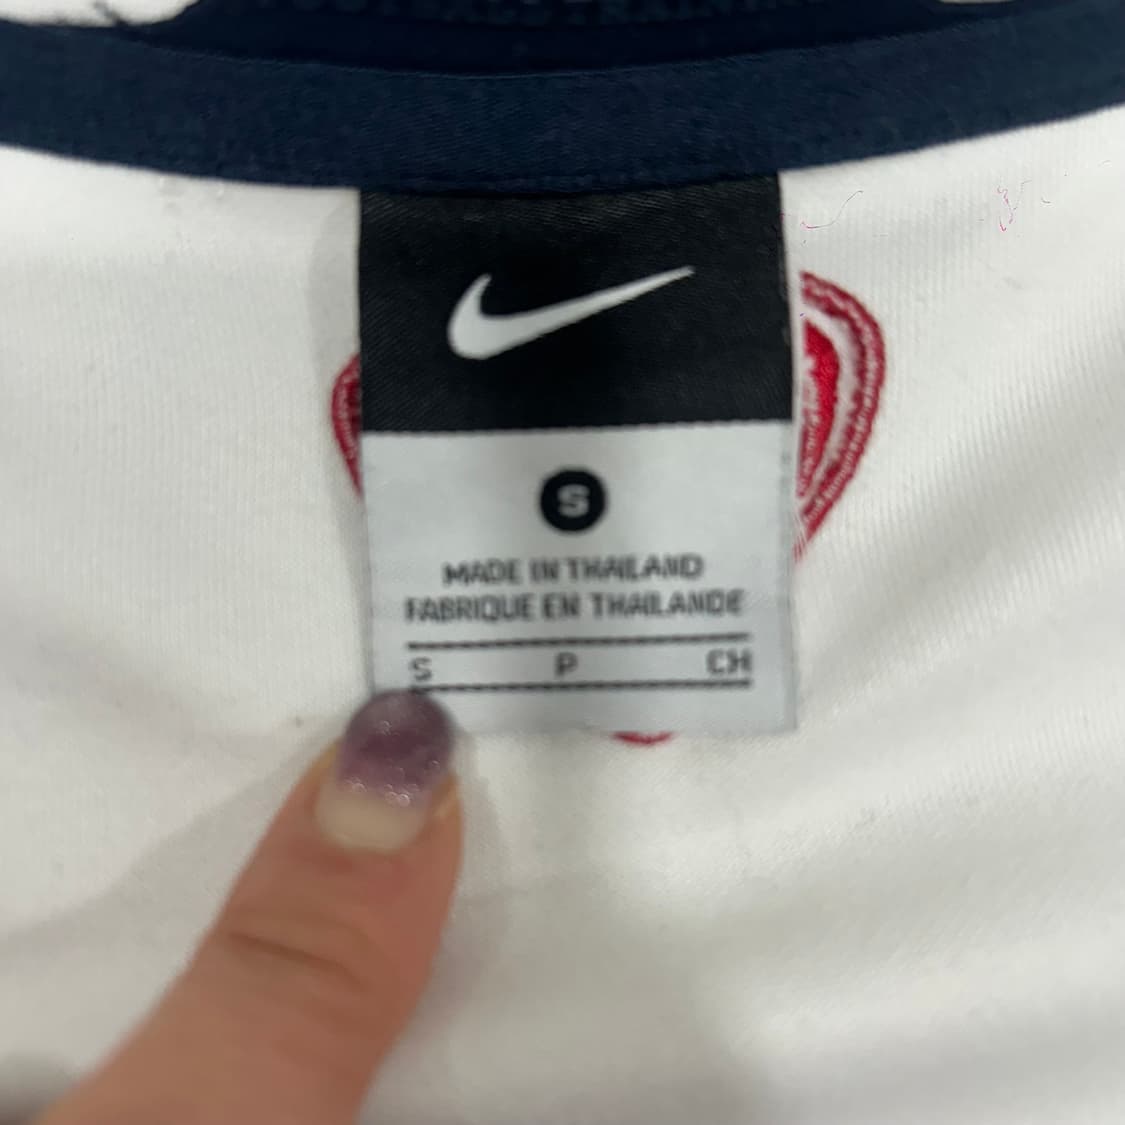 S
MADE IN THAILAND
FABRIQUE EN THAILANDE
S P CH